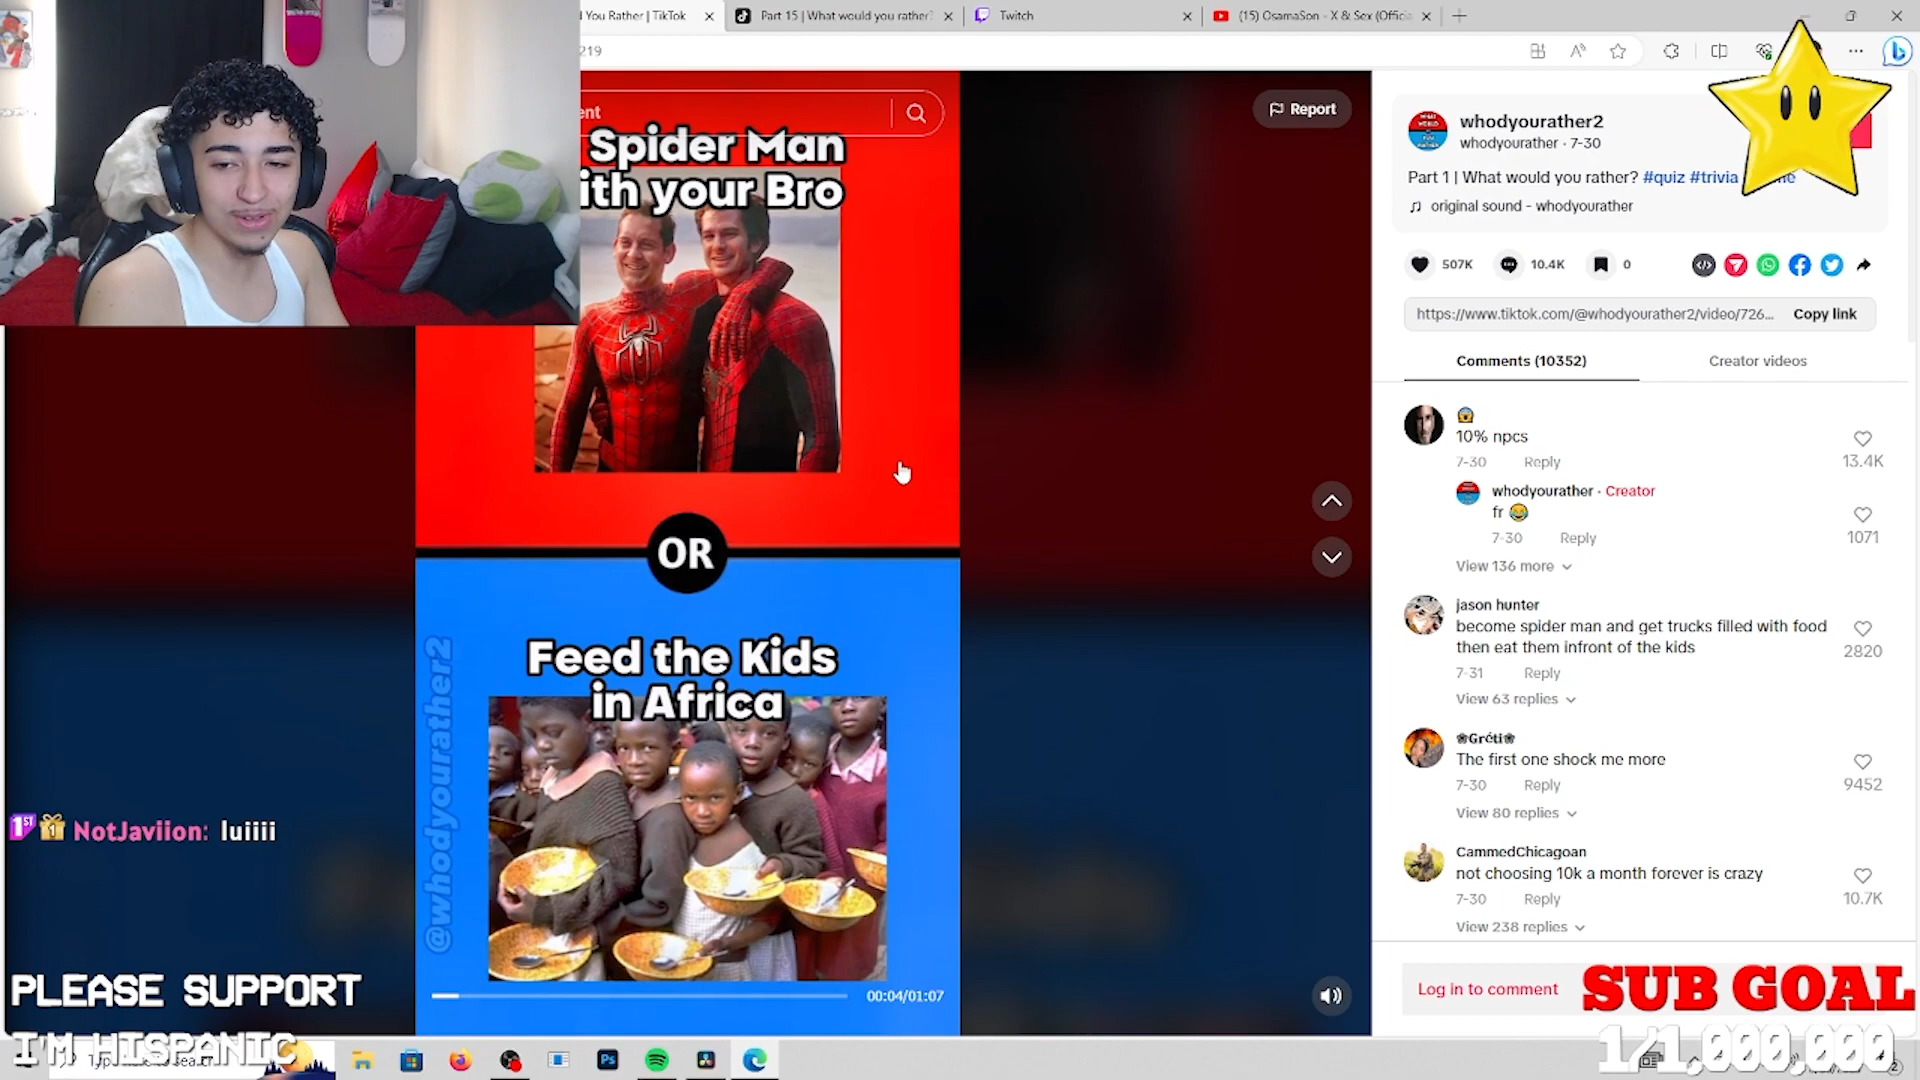 d You Rather | TikTok
Part 15 | What would you rather?
Twitch
(15) OsamaSon - X & Sex (Offici
219
ent
Spider Man
ith your Bro
OR
Feed the Kids
in Africa
@whodyourather2
00:04/01:07
Report
NotJaviion: luiiii
PLEASE SUPPORT
I'M HISPANIC
whodyourather2
whodyourather · 7-30
Part 1 | What would you rather? #quiz #trivia
original sound - whodyourather
507K
10.4K
0
https://www.tiktok.com/@whodyourather2/video/726...
Copy link
Comments (10352)
Creator videos
😱
10% npcs
7-30 Reply
13.4K
whodyourather · Creator
fr 😂
7-30 Reply
1071
View 136 more
jason hunter
become spider man and get trucks filled with food
then eat them infront of the kids
7-31 Reply
2820
View 63 replies
❀Gréti❀
The first one shock me more
7-30 Reply
9452
View 80 replies
CammedChicagoan
not choosing 10k a month forever is crazy
7-30 Reply
10.7K
View 238 replies
Log in to comment
SUB GOAL
1/1,000,000